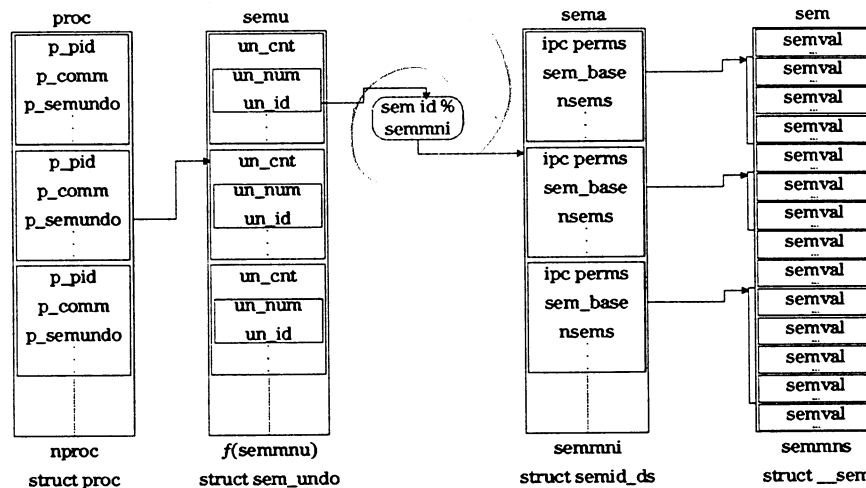 proc
p_pid
p_comm
p_semundo
p_pid
p_comm
p_semundo
p_pid
p_comm
p_semundo
nproc
struct proc
semu
un_cnt
un_num
un_id
un_cnt
un_num
un_id
un_cnt
un_num
un_id
f(semmnu)
struct sem_undo
sem id %
semmni
sema
ipc perms
sem_base
nsems
ipc perms
sem_base
nsems
ipc perms
sem_base
nsems
semmni
struct semid_ds
sem
semval
...
semval
...
semval
...
semval
...
semval
...
semval
...
semval
...
semval
...
semval
...
semval
...
semval
...
semval
...
semval
...
semval
...
semmns
struct __sem